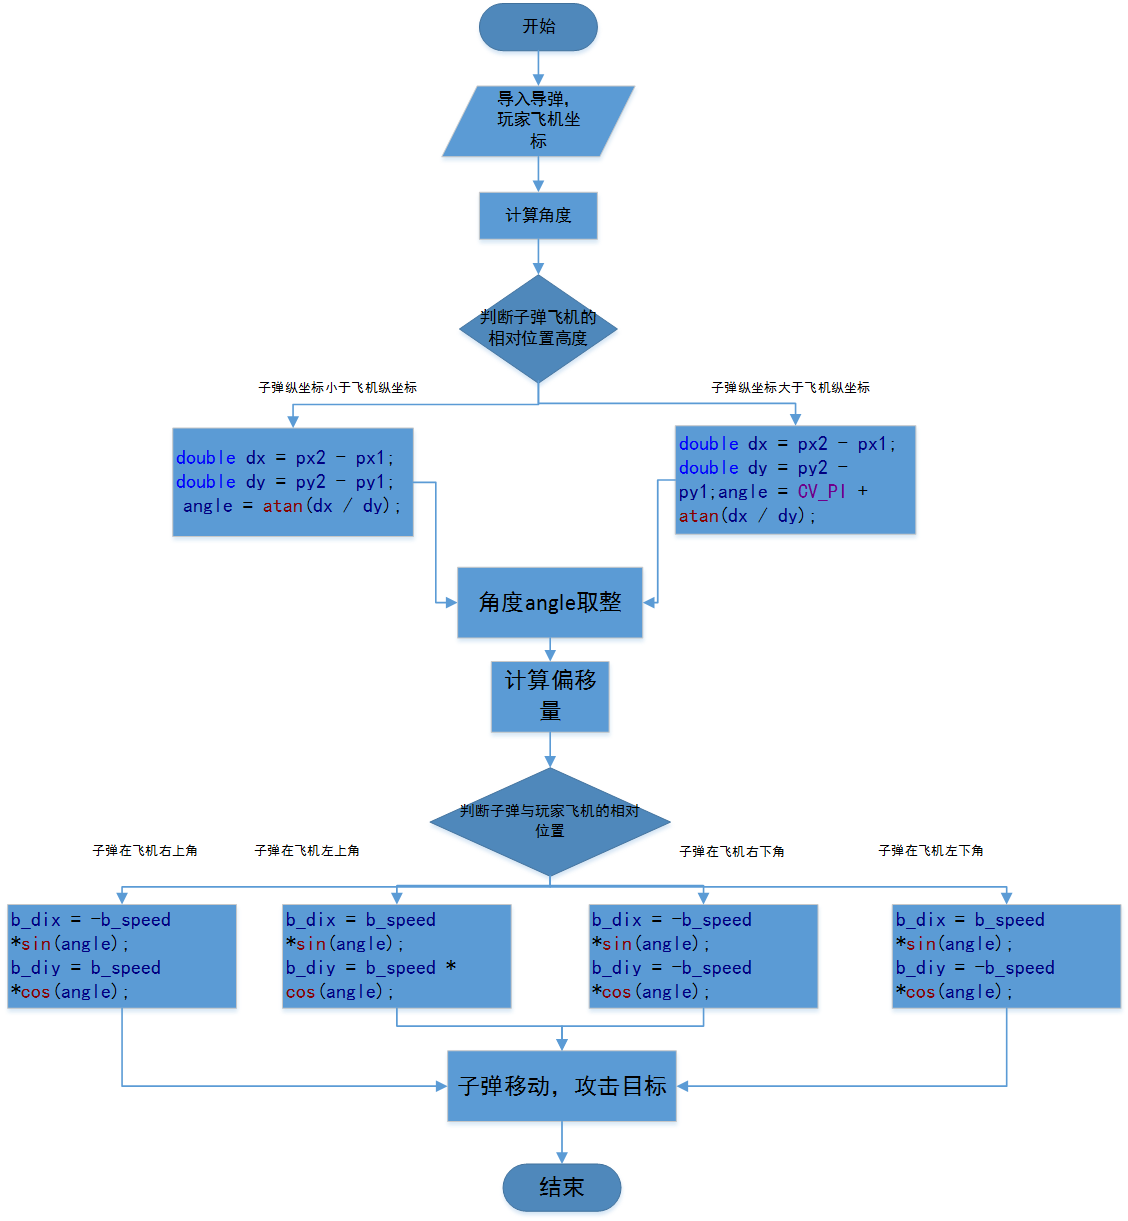 开始
导入导弹，
玩家飞机坐
标
计算角度
判断子弹飞机的
相对位置高度
子弹纵坐标小于飞机纵坐标
子弹纵坐标大于飞机纵坐标
double dx = px2 - px1;
double dy = py2 - py1;
angle = atan(dx / dy);
double dx = px2 - px1;
double dy = py2 -
py1;angle = CV_PI +
atan(dx / dy);
角度angle取整
计算偏移
量
判断子弹与玩家飞机的相对
位置
子弹在飞机右上角
子弹在飞机左上角
子弹在飞机右下角
子弹在飞机左下角
b_dix = -b_speed
*sin(angle);
b_diy = b_speed
*cos(angle);
b_dix = b_speed
*sin(angle);
b_diy = b_speed *
cos(angle);
b_dix = -b_speed
*sin(angle);
b_diy = -b_speed
*cos(angle);
b_dix = b_speed
*sin(angle);
b_diy = -b_speed
*cos(angle);
子弹移动，攻击目标
结束